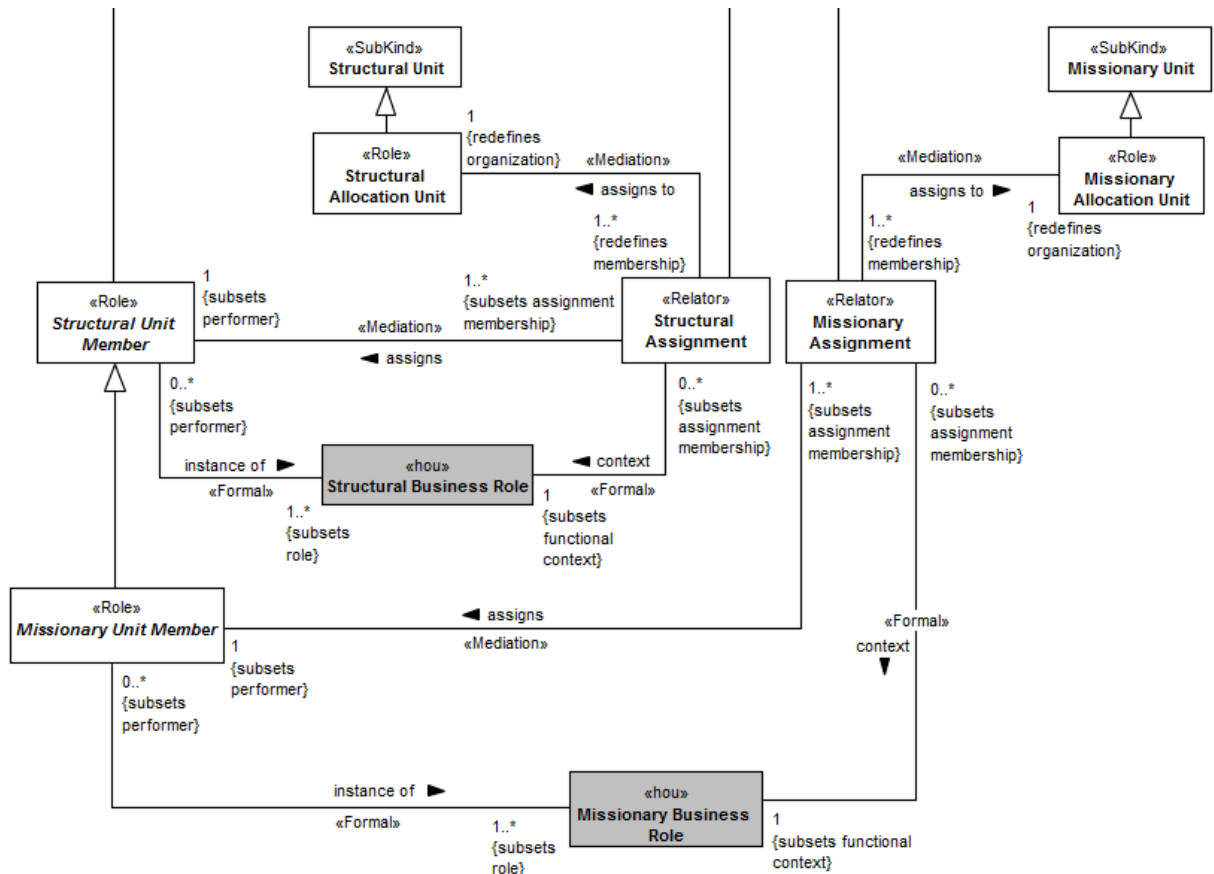 «SubKind»
Structural Unit
«SubKind»
Missionary Unit
1
{redefines
organization}
«Role»
Structural
Allocation Unit
«Mediation»
assigns to
1..*
{redefines
membership}
«Mediation»
assigns to
«Role»
Missionary
Allocation Unit
1..*
{redefines
membership}
1
{redefines
organization}
«Role»
Structural Unit
Member
1
{subsets
performer}
1..*
{subsets assignment
membership}
«Mediation»
assigns
«Relator»
Structural
Assignment
«Relator»
Missionary
Assignment
0..*
{subsets
performer}
0..*
{subsets
assignment
membership}
1..*
{subsets
assignment
membership}
0..*
{subsets
assignment
membership}
instance of
«Formal»
«hou»
Structural Business Role
context
«Formal»
1..*
{subsets
role}
1
{subsets
functional
context}
«Role»
Missionary Unit Member
assigns
«Mediation»
1
{subsets
performer}
«Formal»
context
0..*
{subsets
performer}
instance of
«Formal»
«hou»
Missionary Business
Role
1..*
{subsets
role}
1
{subsets functional
context}